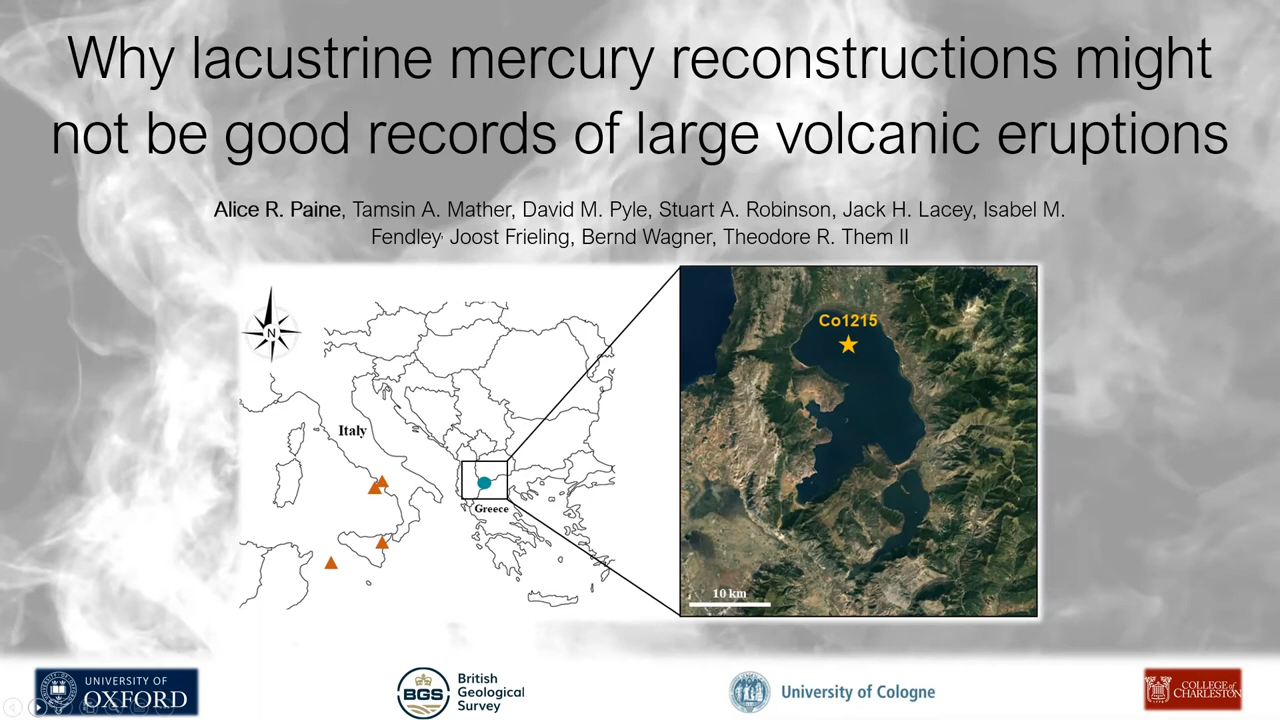 Why lacustrine mercury reconstructions might
not be good records of large volcanic eruptions
Alice R. Paine, Tamsin A. Mather, David M. Pyle, Stuart A. Robinson, Jack H. Lacey, Isabel M.
Fendley, Joost Frieling, Bernd Wagner, Theodore R. Them II
N
Italy
Greece
Co1215
10 km
UNIVERSITY OF
OXFORD
BGS
British
Geological
Survey
University of Cologne
COLLEGE of
CHARLESTON